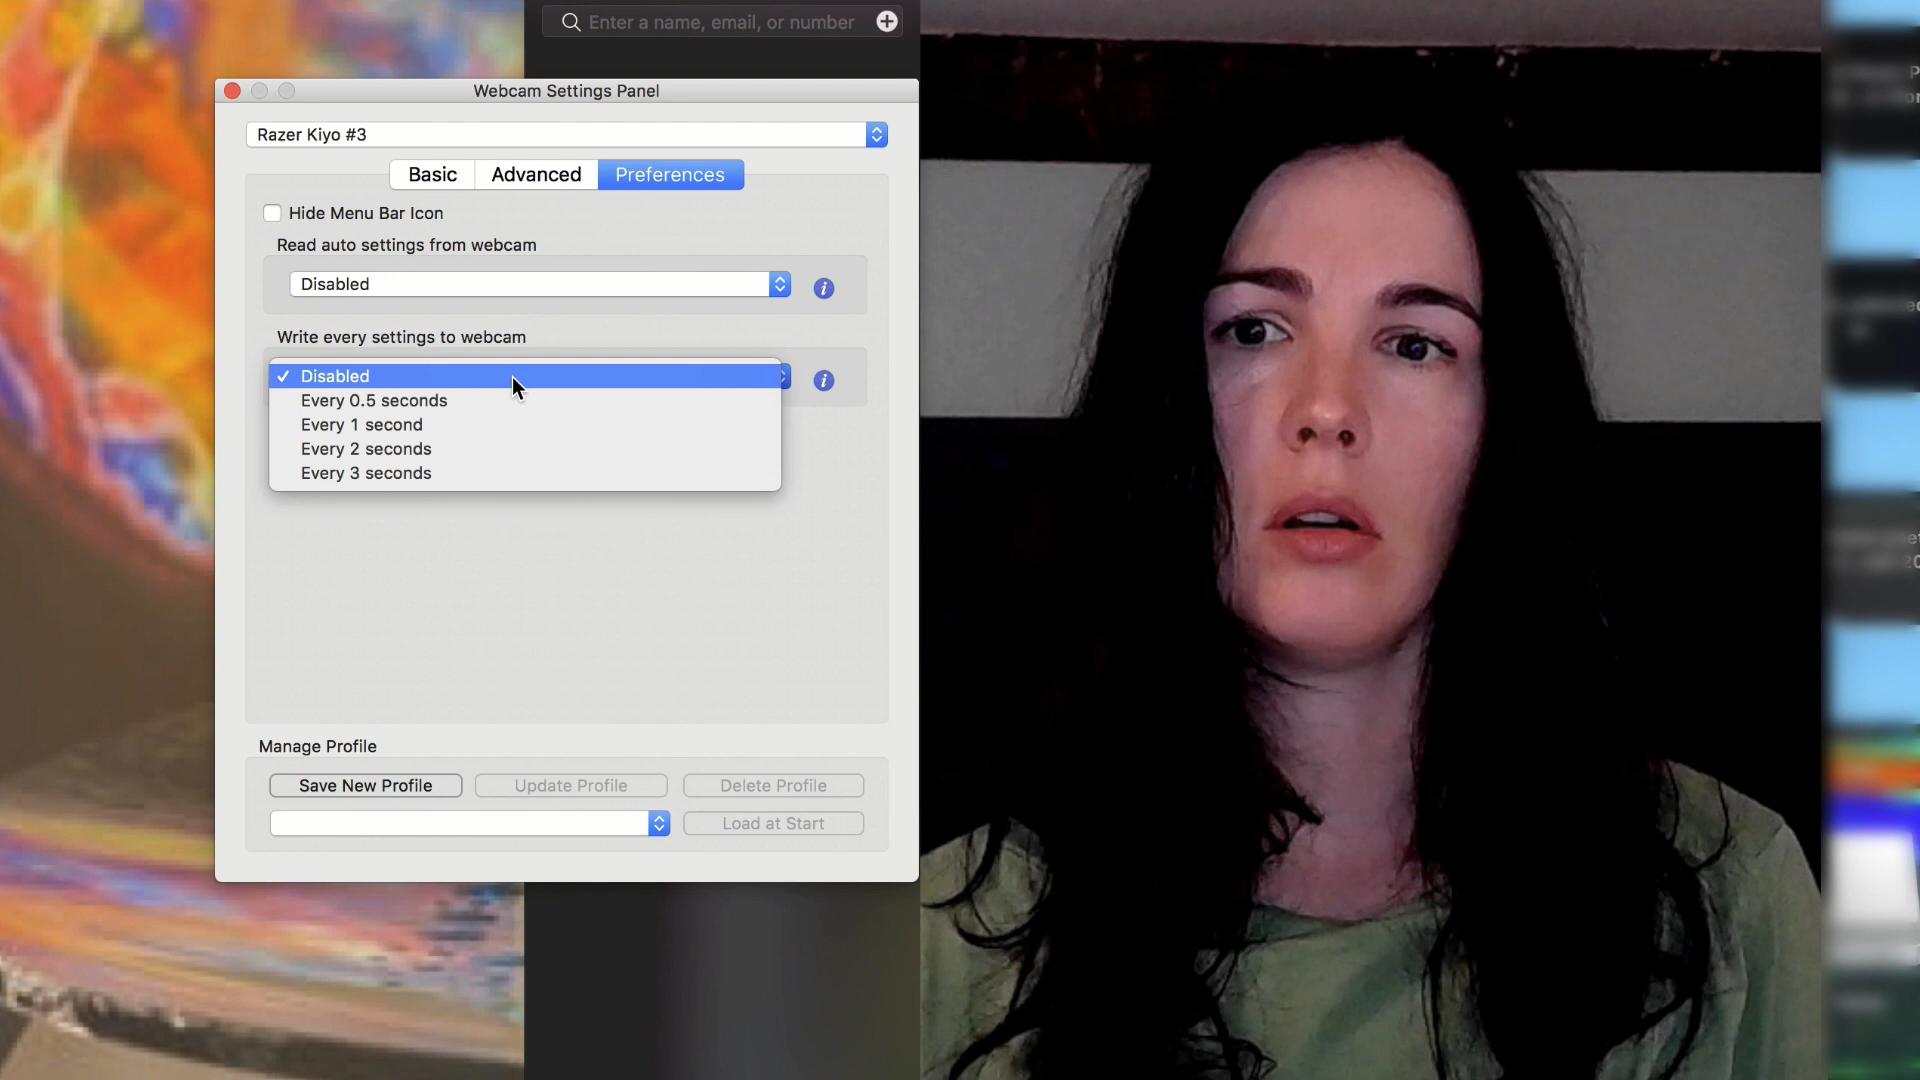 Enter a name, email, or number
Webcam Settings Panel
Razer Kiyo #3
Basic Advanced Preferences
Hide Menu Bar Icon
Read auto settings from webcam
Disabled
i
Write every settings to webcam
✓ Disabled
i
Every 0.5 seconds
Every 1 second
Every 2 seconds
Every 3 seconds
Manage Profile
Save New Profile Update Profile Delete Profile
Load at Start